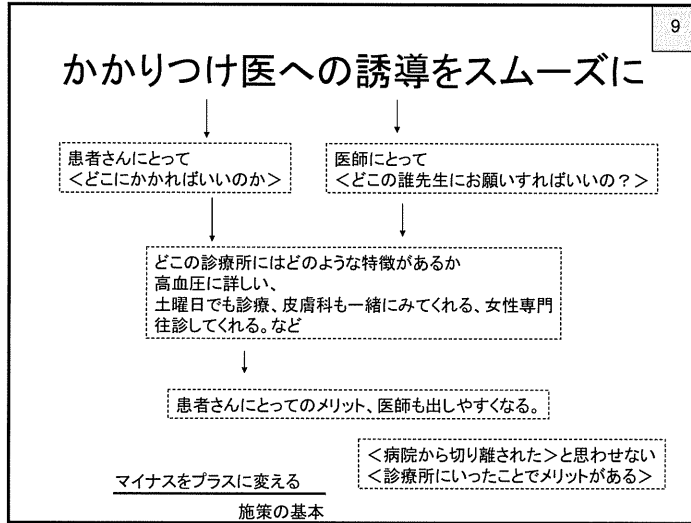 9
かかりつけ医への誘導をスムーズに
患者さんにとって
＜どこにかかればいいのか＞
医師にとって
＜どこの誰先生にお願いすればいいの？＞
どこの診療所にはどのような特徴があるか
高血圧に詳しい、
土曜日でも診療、皮膚科も一緒にみてくれる、女性専門
往診してくれる。など
患者さんにとってのメリット、医師も出しやすくなる。
＜病院から切り離された＞と思わせない
＜診療所にいったことでメリットがある＞
マイナスをプラスに変える
施策の基本